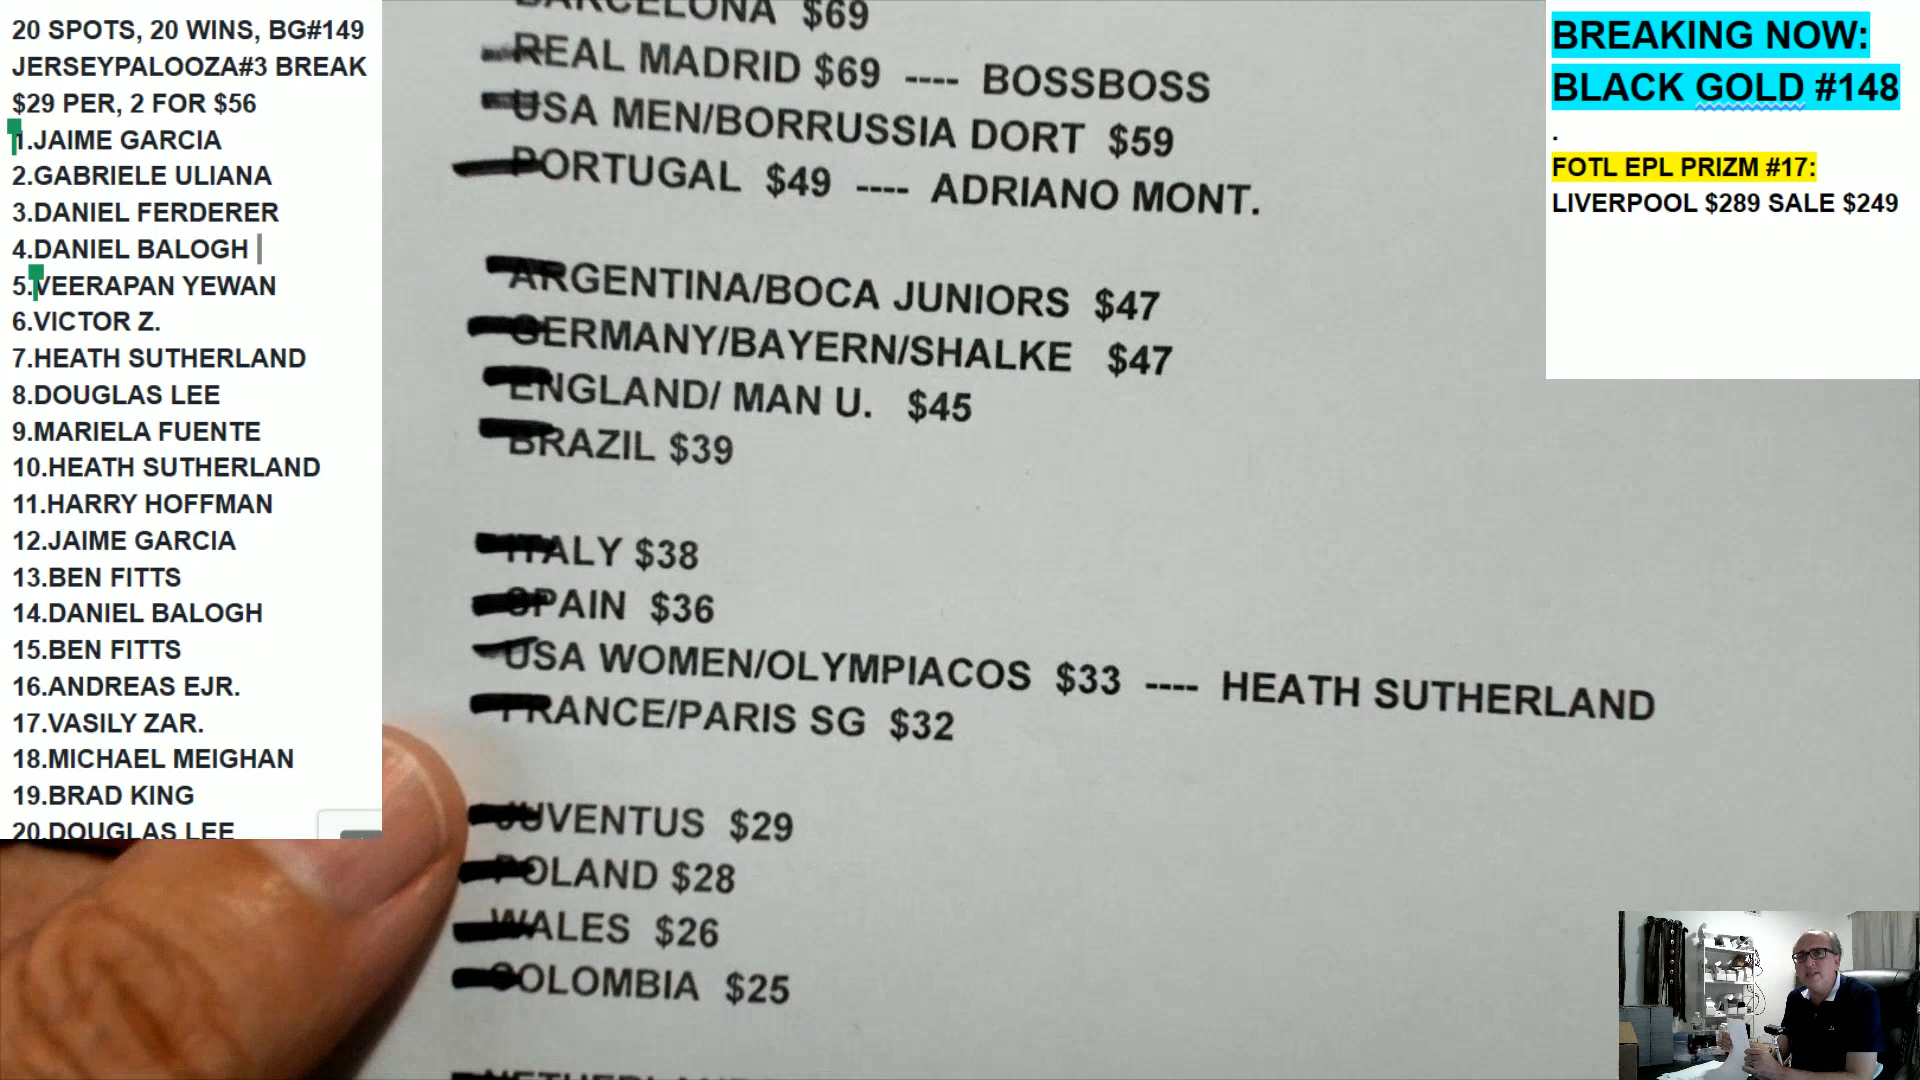 20 SPOTS, 20 WINS, BG#149
JERSEYPALOOZA#3 BREAK
$29 PER, 2 FOR $56
1.JAIME GARCIA
2.GABRIELE ULIANA
3.DANIEL FERDERER
4.DANIEL BALOGH
5.VEERAPAN YEWAN
6.VICTOR Z.
7.HEATH SUTHERLAND
8.DOUGLAS LEE
9.MARIELA FUENTE
10.HEATH SUTHERLAND
11.HARRY HOFFMAN
12.JAIME GARCIA
13.BEN FITTS
14.DANIEL BALOGH
15.BEN FITTS
16.ANDREAS EJR.
17.VASILY ZAR.
18.MICHAEL MEIGHAN
19.BRAD KING
20.DOUGLAS LEE
BARCELONA $69
REAL MADRID $69 ---- BOSSBOSS
USA MEN/BORRUSSIA DORT $59
PORTUGAL $49 ---- ADRIANO MONT.
ARGENTINA/BOCA JUNIORS $47
GERMANY/BAYERN/SHALKE $47
ENGLAND/ MAN U. $45
BRAZIL $39
ITALY $38
SPAIN $36
USA WOMEN/OLYMPIACOS $33 ---- HEATH SUTHERLAND
FRANCE/PARIS SG $32
JUVENTUS $29
POLAND $28
WALES $26
COLOMBIA $25
BREAKING NOW:
BLACK GOLD #148
.
FOTL EPL PRIZM #17:
LIVERPOOL $289 SALE $249